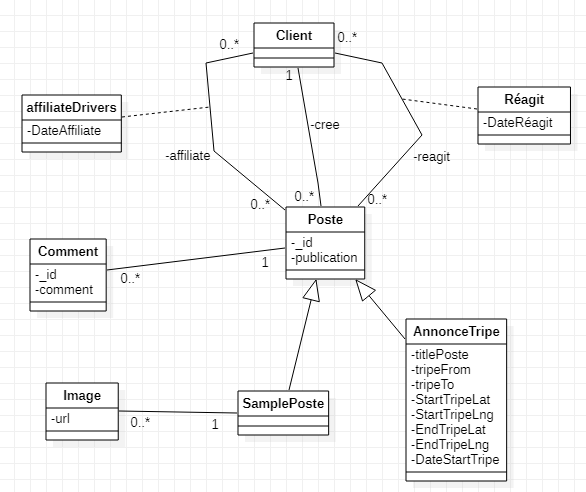 Client
0..*
0..*
1
affiliateDrivers
-DateAffiliate
Réagit
-DateRéagit
-cree
-affiliate
-reagit
0..*
0..*
0..*
Poste
-_id
-publication
Comment
-_id
-comment
0..*
1
AnnonceTripe
-titlePoste
-tripeFrom
-tripeTo
-StartTripeLat
-StartTripeLng
-EndTripeLat
-EndTripeLng
-DateStartTripe
Image
-url
0..*
1
SamplePoste